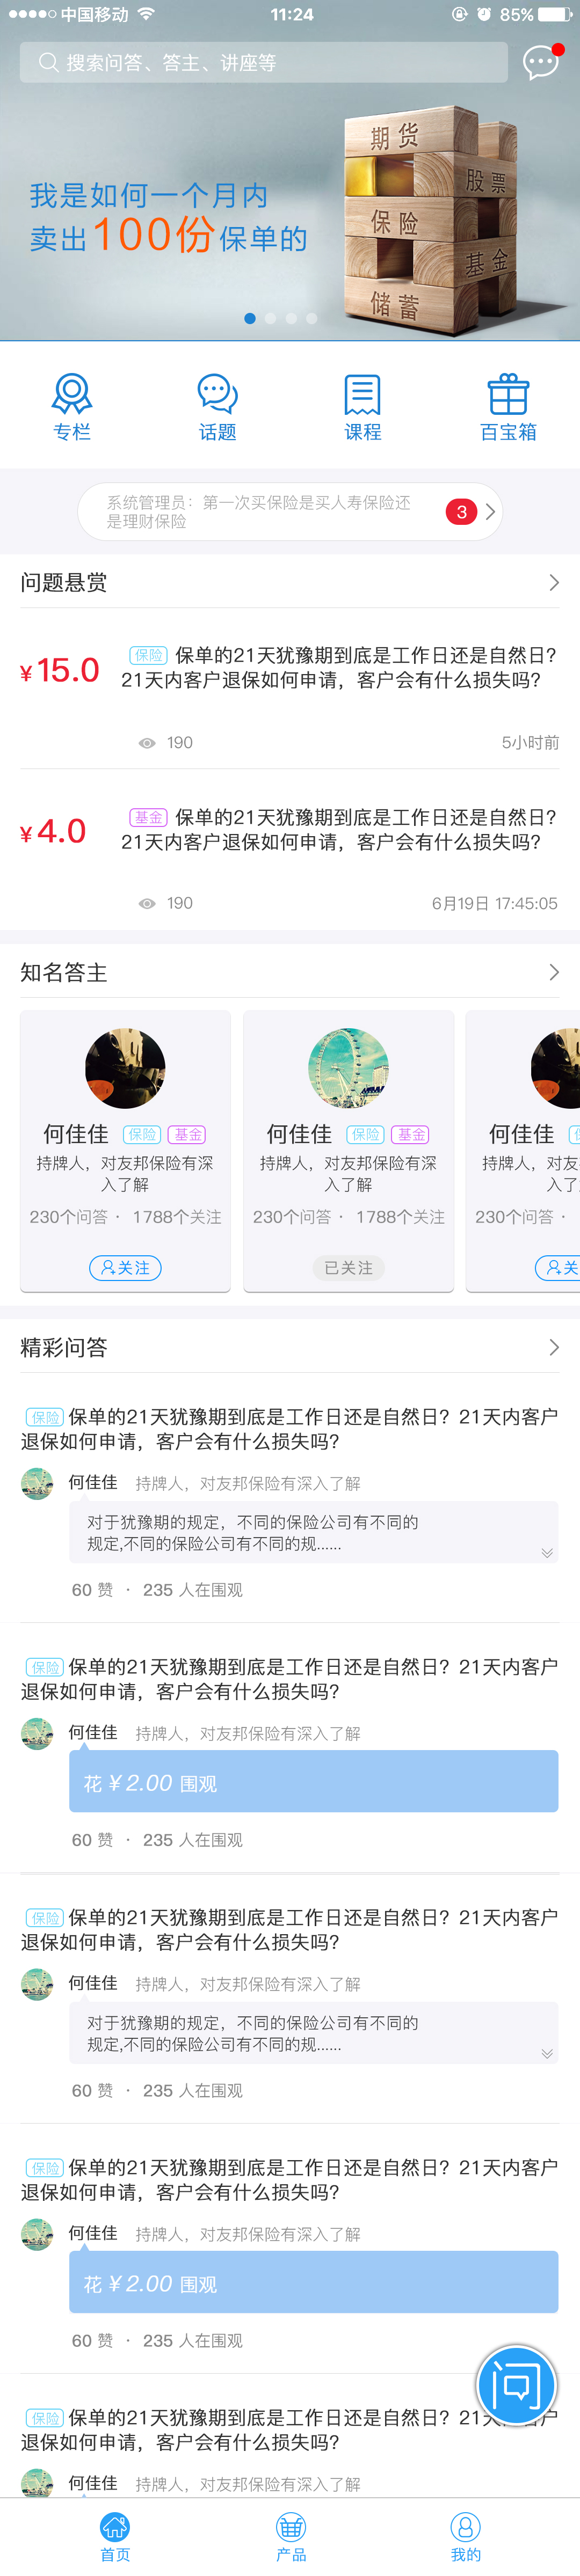 中国移动
11:24
85%
搜索问答、答主、讲座等
我是如何一个月内
卖出100份保单的
期货
股票
保险
基金
储蓄
专栏
话题
课程
百宝箱
系统管理员：第一次买保险是买人寿保险还
是理财保险
3
问题悬赏
¥15.0
保险 保单的21天犹豫期到底是工作日还是自然日？
21天内客户退保如何申请，客户会有什么损失吗？
190
5小时前
¥4.0
基金 保单的21天犹豫期到底是工作日还是自然日？
21天内客户退保如何申请，客户会有什么损失吗？
190
6月19日 17:45:05
知名答主
何佳佳 保险 基金
持牌人，对友邦保险有深
入了解
230个问答 · 1788个关注
关注
何佳佳 保险 基金
持牌人，对友邦保险有深
入了解
230个问答 · 1788个关注
已关注
何佳佳
持牌人，对友
入了
230个问答 ·
关
精彩问答
保险 保单的21天犹豫期到底是工作日还是自然日？21天内客户
退保如何申请，客户会有什么损失吗？
何佳佳 持牌人，对友邦保险有深入了解
对于犹豫期的规定，不同的保险公司有不同的
规定,不同的保险公司有不同的规......
60 赞 · 235 人在围观
保险 保单的21天犹豫期到底是工作日还是自然日？21天内客户
退保如何申请，客户会有什么损失吗？
何佳佳 持牌人，对友邦保险有深入了解
花 ¥2.00 围观
60 赞 · 235 人在围观
保险 保单的21天犹豫期到底是工作日还是自然日？21天内客户
退保如何申请，客户会有什么损失吗？
何佳佳 持牌人，对友邦保险有深入了解
对于犹豫期的规定，不同的保险公司有不同的
规定,不同的保险公司有不同的规......
60 赞 · 235 人在围观
保险 保单的21天犹豫期到底是工作日还是自然日？21天内客户
退保如何申请，客户会有什么损失吗？
何佳佳 持牌人，对友邦保险有深入了解
花 ¥2.00 围观
60 赞 · 235 人在围观
问
保险 保单的21天犹豫期到底是工作日还是自然日？21天 户
退保如何申请，客户会有什么损失吗？
何佳佳 持牌人，对友邦保险有深入了解
首页
产品
我的